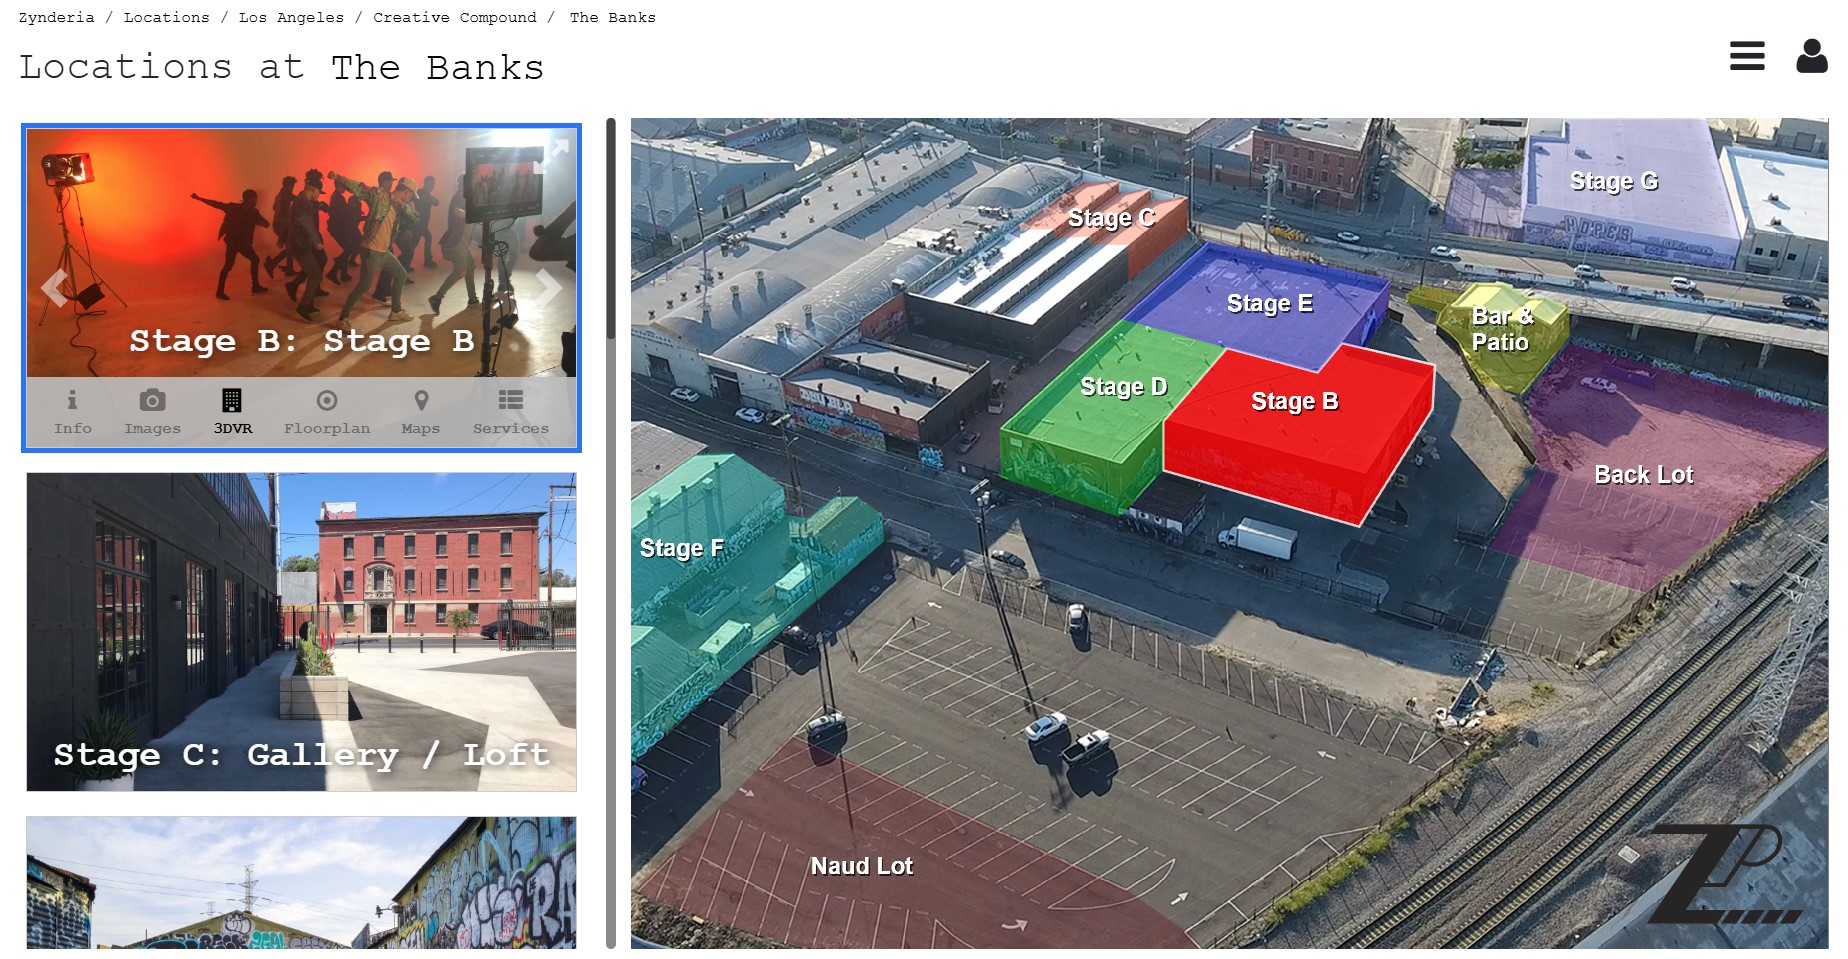 Zynderia / Locations / Los Angeles / Creative Compound / The Banks
Locations at The Banks
Stage B: Stage B
Info Images 3DVR Floorplan Maps Services
Stage C: Gallery / Loft
Stage G
Stage C
Stage E
Bar &
Patio
Stage D
Stage B
Back Lot
Stage F
Naud Lot
ZP